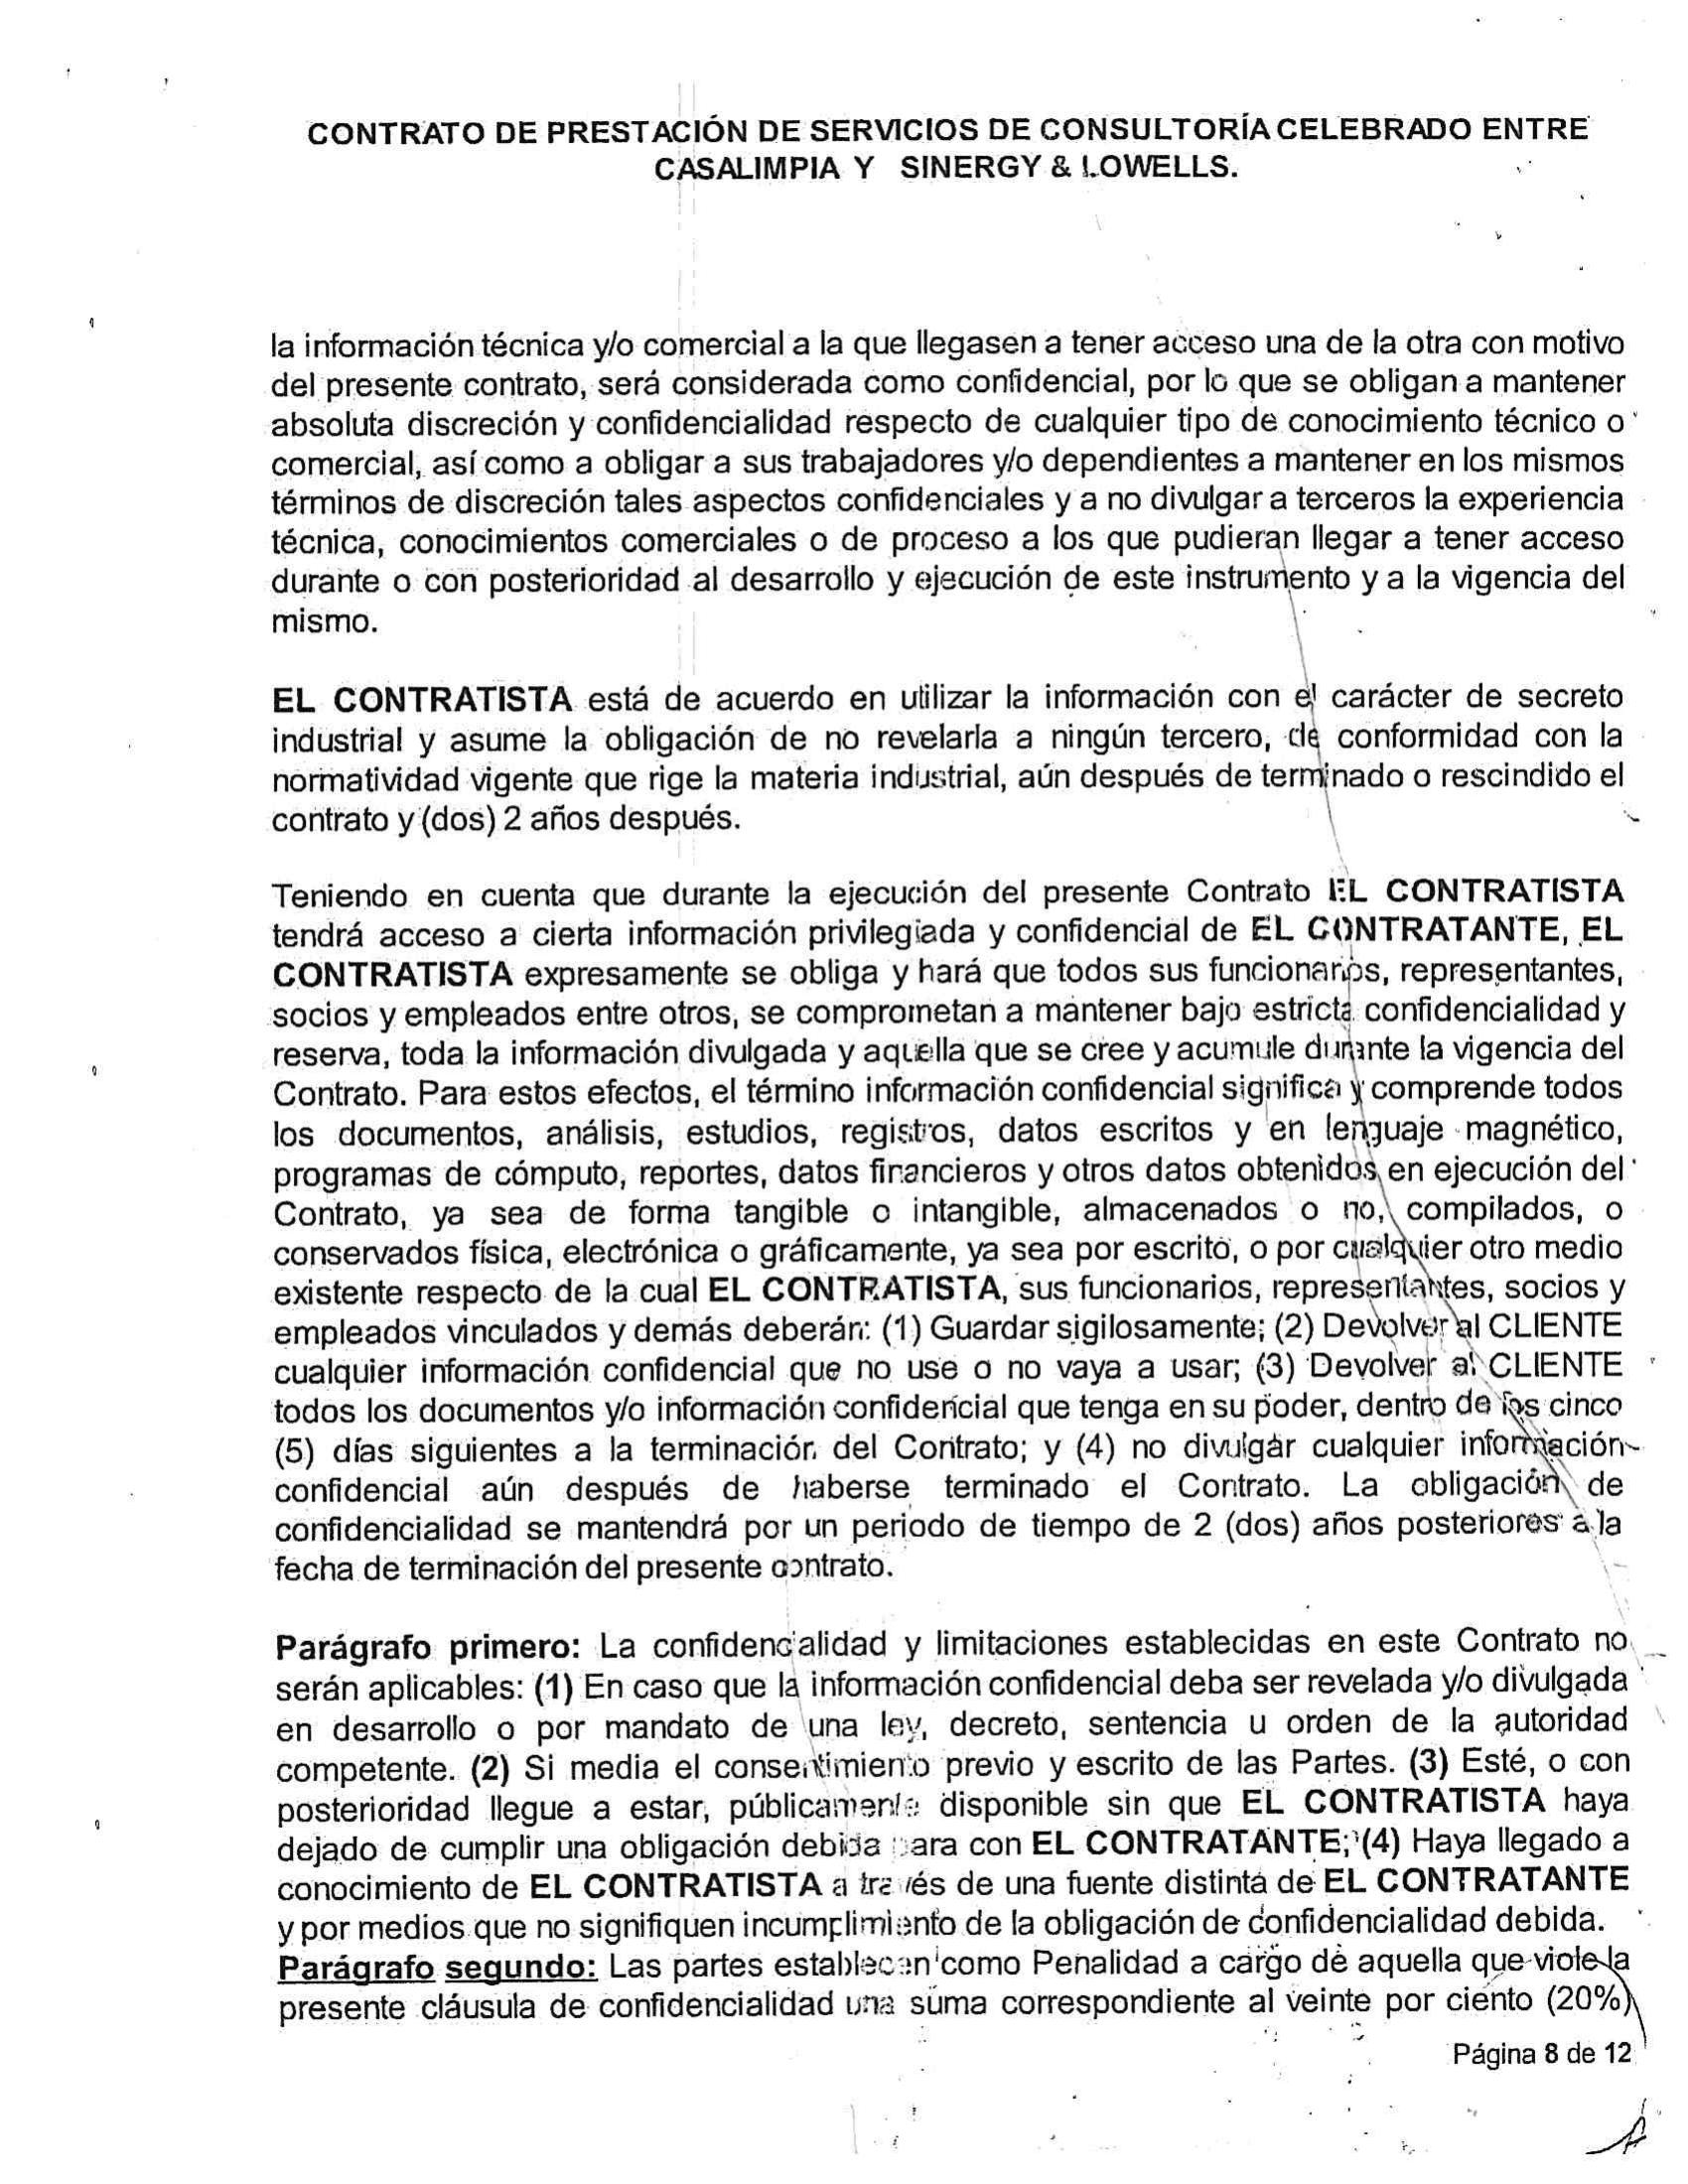 CONTRATO DE PRESTACIÓN DE SERVICIOS DE CONSULTORÍA CELEBRADO ENTRE
CASALIMPIA Y SINERGY & LOWELLS.
la información técnica y/o comercial a la que llegasen a tener acceso una de la otra con motivo
del presente contrato, será considerada como confidencial, por lo que se obligan a mantener
absoluta discreción y confidencialidad respecto de cualquier tipo de conocimiento técnico o
comercial, así como a obligar a sus trabajadores y/o dependientes a mantener en los mismos
términos de discreción tales aspectos confidenciales y a no divulgar a terceros la experiencia
técnica, conocimientos comerciales o de proceso a los que pudieran llegar a tener acceso
durante o con posterioridad al desarrollo y ejecución de este instrumento y a la vigencia del
mismo.
EL CONTRATISTA está de acuerdo en utilizar la información con el carácter de secreto
industrial y asume la obligación de no revelarla a ningún tercero, de conformidad con la
normatividad vigente que rige la materia industrial, aún después de terminado o rescindido el
contrato y (dos) 2 años después.
Teniendo en cuenta que durante la ejecución del presente Contrato EL CONTRATISTA
tendrá acceso a cierta información privilegiada y confidencial de EL CONTRATANTE, EL
CONTRATISTA expresamente se obliga y hará que todos sus funcionarios, representantes,
socios y empleados entre otros, se comprometan a mantener bajo estricta confidencialidad y
reserva, toda la información divulgada y aquella que se cree y acumule durante la vigencia del
Contrato. Para estos efectos, el término información confidencial significa y comprende todos
los documentos, análisis, estudios, registros, datos escritos y en lenguaje magnético,
programas de cómputo, reportes, datos financieros y otros datos obtenidos en ejecución del
Contrato, ya sea de forma tangible o intangible, almacenados o no, compilados, o
conservados física, electrónica o gráficamente, ya sea por escrito, o por cualquier otro medio
existente respecto de la cual EL CONTRATISTA, sus funcionarios, representantes, socios y
empleados vinculados y demás deberán: (1) Guardar sigilosamente; (2) Devolver al CLIENTE
cualquier información confidencial que no use o no vaya a usar; (3) Devolver al CLIENTE
todos los documentos y/o información confidencial que tenga en su poder, dentro de los cinco
(5) días siguientes a la terminación del Contrato; y (4) no divulgar cualquier información
confidencial aún después de haberse terminado el Contrato. La obligación de
confidencialidad se mantendrá por un periodo de tiempo de 2 (dos) años posteriores a la
fecha de terminación del presente contrato.
Parágrafo primero: La confidencialidad y limitaciones establecidas en este Contrato no
serán aplicables: (1) En caso que la información confidencial deba ser revelada y/o divulgada
en desarrollo o por mandato de una ley, decreto, sentencia u orden de la autoridad
competente. (2) Si media el consentimiento previo y escrito de las Partes. (3) Esté, o con
posterioridad llegue a estar, públicamente disponible sin que EL CONTRATISTA haya
dejado de cumplir una obligación debida para con EL CONTRATANTE; (4) Haya llegado a
conocimiento de EL CONTRATISTA a través de una fuente distinta de EL CONTRATANTE
y por medios que no signifiquen incumplimiento de la obligación de confidencialidad debida.
Parágrafo segundo: Las partes establecen como Penalidad a cargo de aquella que viole la
presente cláusula de confidencialidad una suma correspondiente al veinte por ciento (20%)
Página 8 de 12